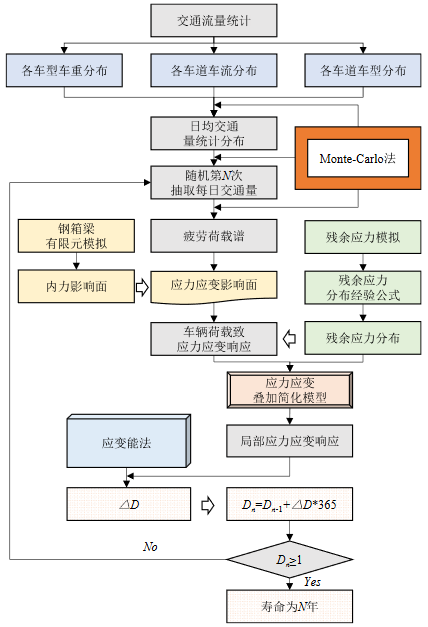 交通流量统计
各车型车重分布
各车道车流分布
各车道车型分布
日均交通
量统计分布
Monte-Carlo法
随机第N次
抽取每日交通量
钢箱梁
有限元模拟
疲劳荷载谱
残余应力模拟
内力影响面
应力应变影响面
残余应力
分布经验公式
车辆荷载致
应力应变响应
残余应力分布
应力应变
叠加简化模型
应变能法
局部应力应变响应
△D
Dn=Dn-1+△D*365
No
Dn≥1
Yes
寿命为N年